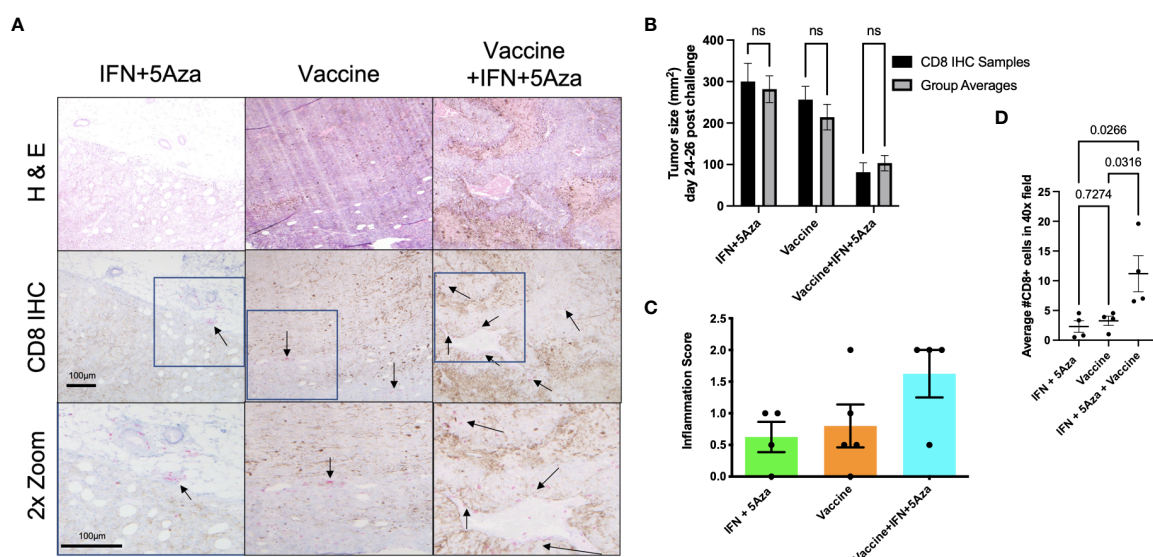 A
IFN+5Aza
Vaccine
Vaccine
+IFN+5Aza
H & E
CD8 IHC
2x Zoom
100µm
100µm
B
ns
ns
ns
Tumor size (mm2)
day 24-26 post challenge
400
300
200
100
0
IFN+5Aza
Vaccine
Vaccine+IFN+5Aza
CD8 IHC Samples
Group Averages
C
Inflammation Score
2.5
2.0
1.5
1.0
0.5
0.0
IFN + 5Aza
Vaccine
Vaccine+IFN+5Aza
D
0.0266
0.0316
0.7274
Average #CD8+ cells in 40x field
25
20
15
10
5
0
IFN + 5Aza
Vaccine
IFN + 5Aza + Vaccine